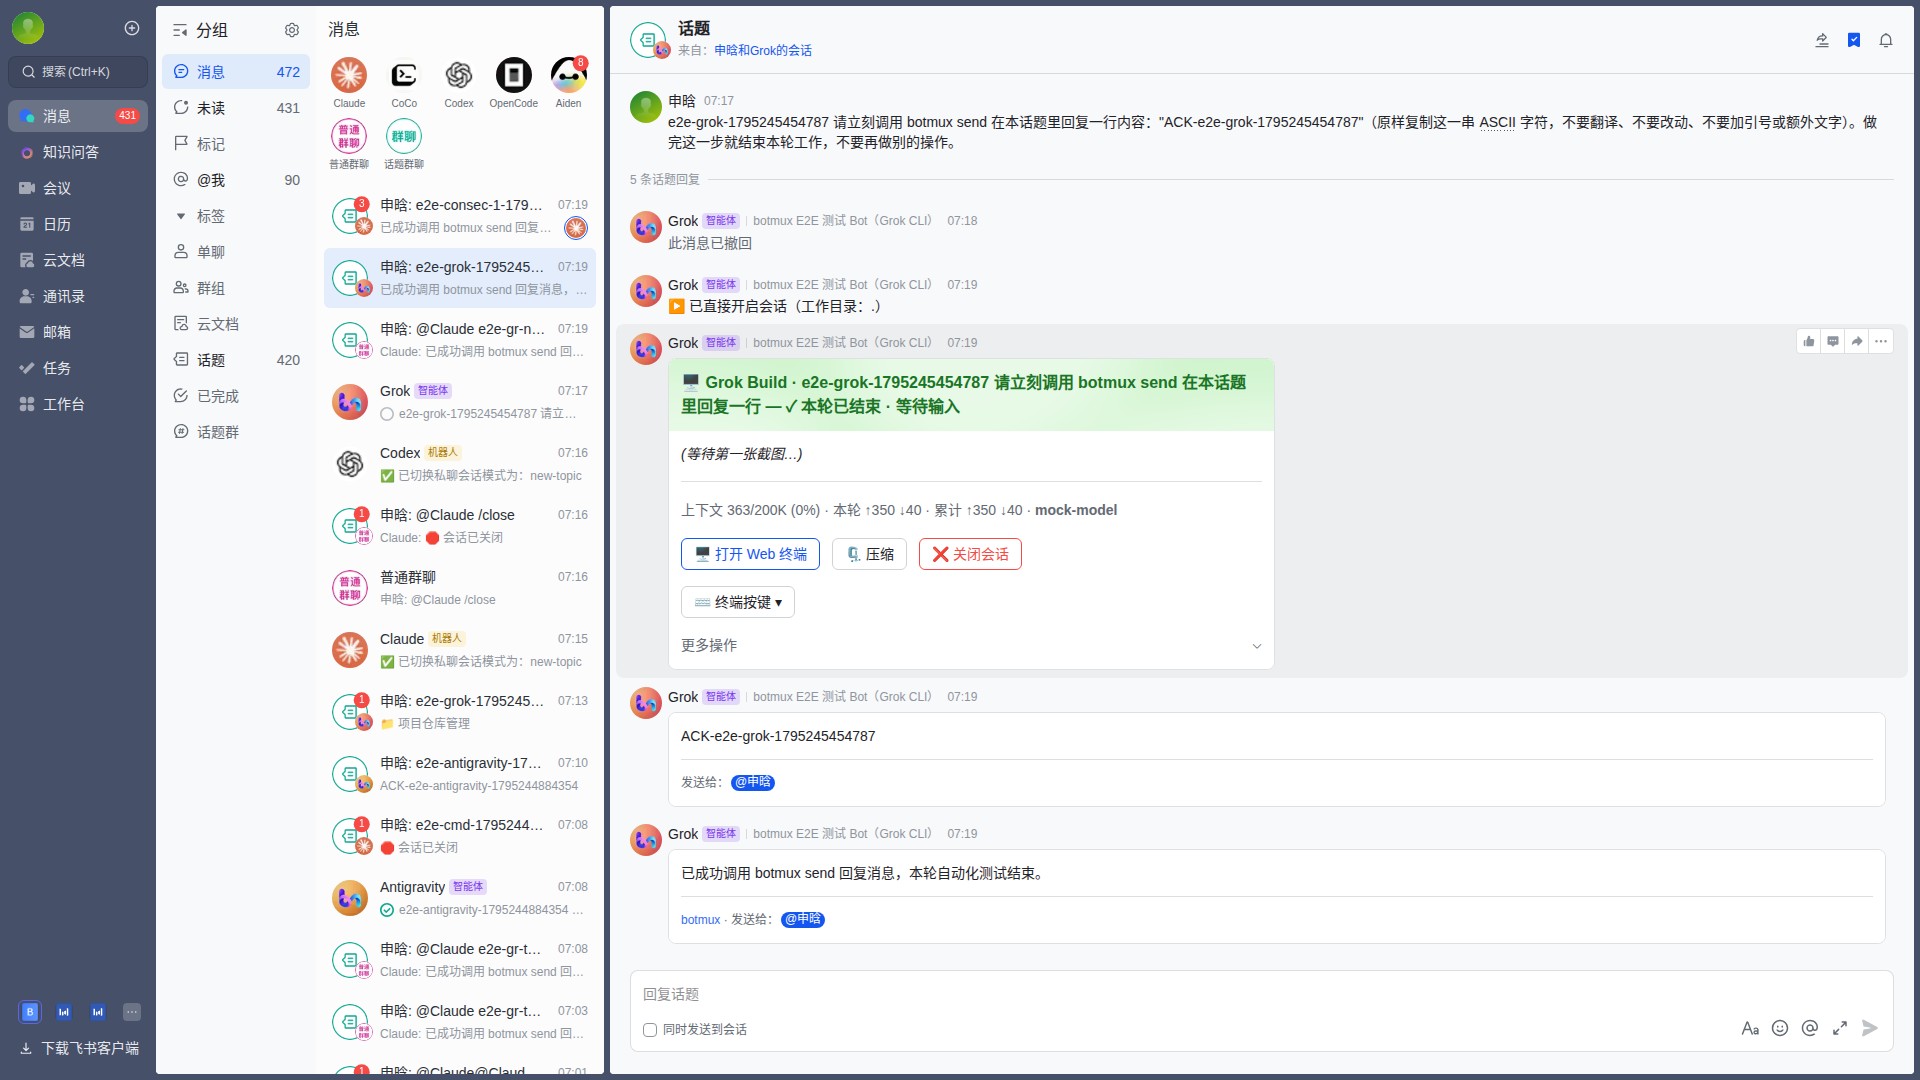 搜索 (Ctrl+K)
消息
431
知识问答
会议
日历
云文档
通讯录
邮箱
任务
工作台
B
下载飞书客户端
分组
消息 472
未读 431
标记
@我 90
标签
单聊
群组
云文档
话题 420
已完成
话题群
消息
8
Claude
CoCo
Codex
OpenCode
Aiden
普通群聊
话题群聊
普通
群聊
群聊
3
申晗: e2e-consec-1-179… 07:19
已成功调用 botmux send 回复…
申晗: e2e-grok-1795245… 07:19
已成功调用 botmux send 回复消息，…
申晗: @Claude e2e-gr-n… 07:19
Claude: 已成功调用 botmux send 回…
Grok 智能体 07:17
e2e-grok-1795245454787 请立…
Codex 机器人 07:16
✅ 已切换私聊会话模式为：new-topic
1
申晗: @Claude /close 07:16
Claude: 🛑 会话已关闭
普通
群聊
普通群聊 07:16
申晗: @Claude /close
Claude 机器人 07:15
✅ 已切换私聊会话模式为：new-topic
1
申晗: e2e-grok-1795245… 07:13
📁 项目仓库管理
申晗: e2e-antigravity-17… 07:10
ACK-e2e-antigravity-1795244884354
1
申晗: e2e-cmd-1795244… 07:08
🛑 会话已关闭
Antigravity 智能体 07:08
e2e-antigravity-1795244884354 …
申晗: @Claude e2e-gr-t… 07:08
Claude: 已成功调用 botmux send 回…
申晗: @Claude e2e-gr-t… 07:03
Claude: 已成功调用 botmux send 回…
1
申晗: @Claude@Claud… 07:01
话题
来自：申晗和Grok的会话
申晗 07:17
e2e-grok-1795245454787 请立刻调用 botmux send 在本话题里回复一行内容："ACK-e2e-grok-1795245454787"（原样复制这一串 ASCII 字符，不要翻译、不要改动、不要加引号或额外文字）。做
完这一步就结束本轮工作，不要再做别的操作。
5 条话题回复
Grok 智能体 botmux E2E 测试 Bot（Grok CLI） 07:18
此消息已撤回
Grok 智能体 botmux E2E 测试 Bot（Grok CLI） 07:19
▶️ 已直接开启会话（工作目录：.）
Grok 智能体 botmux E2E 测试 Bot（Grok CLI） 07:19
🖥️ Grok Build · e2e-grok-1795245454787 请立刻调用 botmux send 在本话题
里回复一行 — ✓ 本轮已结束 · 等待输入
(等待第一张截图…)
上下文 363/200K (0%) · 本轮 ↑350 ↓40 · 累计 ↑350 ↓40 · mock-model
🖥️ 打开 Web 终端
🗜️ 压缩
❌ 关闭会话
⌨️ 终端按键 ▾
更多操作
Grok 智能体 botmux E2E 测试 Bot（Grok CLI） 07:19
ACK-e2e-grok-1795245454787
发送给：@申晗
Grok 智能体 botmux E2E 测试 Bot（Grok CLI） 07:19
已成功调用 botmux send 回复消息，本轮自动化测试结束。
botmux · 发送给：@申晗
回复话题
同时发送到会话
Aa